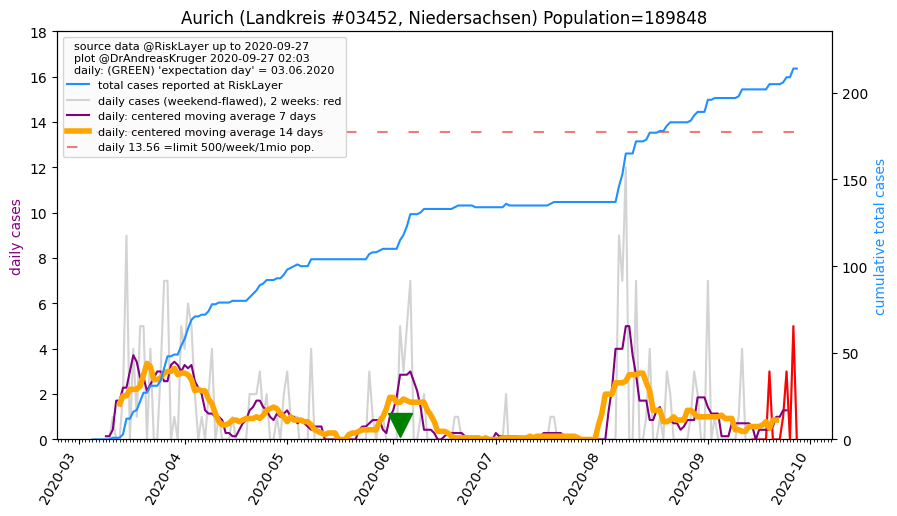 Aurich (Landkreis #03452, Niedersachsen) Population=189848
source data @RiskLayer up to 2020-09-27
plot @DrAndreasKruger 2020-09-27 02:03
daily: (GREEN) 'expectation day' = 03.06.2020
total cases reported at RiskLayer
daily cases (weekend-flawed), 2 weeks: red
daily: centered moving average 7 days
daily: centered moving average 14 days
daily 13.56 =limit 500/week/1mio pop.
daily cases
18
16
14
12
10
8
6
4
2
0
cumulative total cases
200
150
100
50
0
2020-03
2020-04
2020-05
2020-06
2020-07
2020-08
2020-09
2020-10